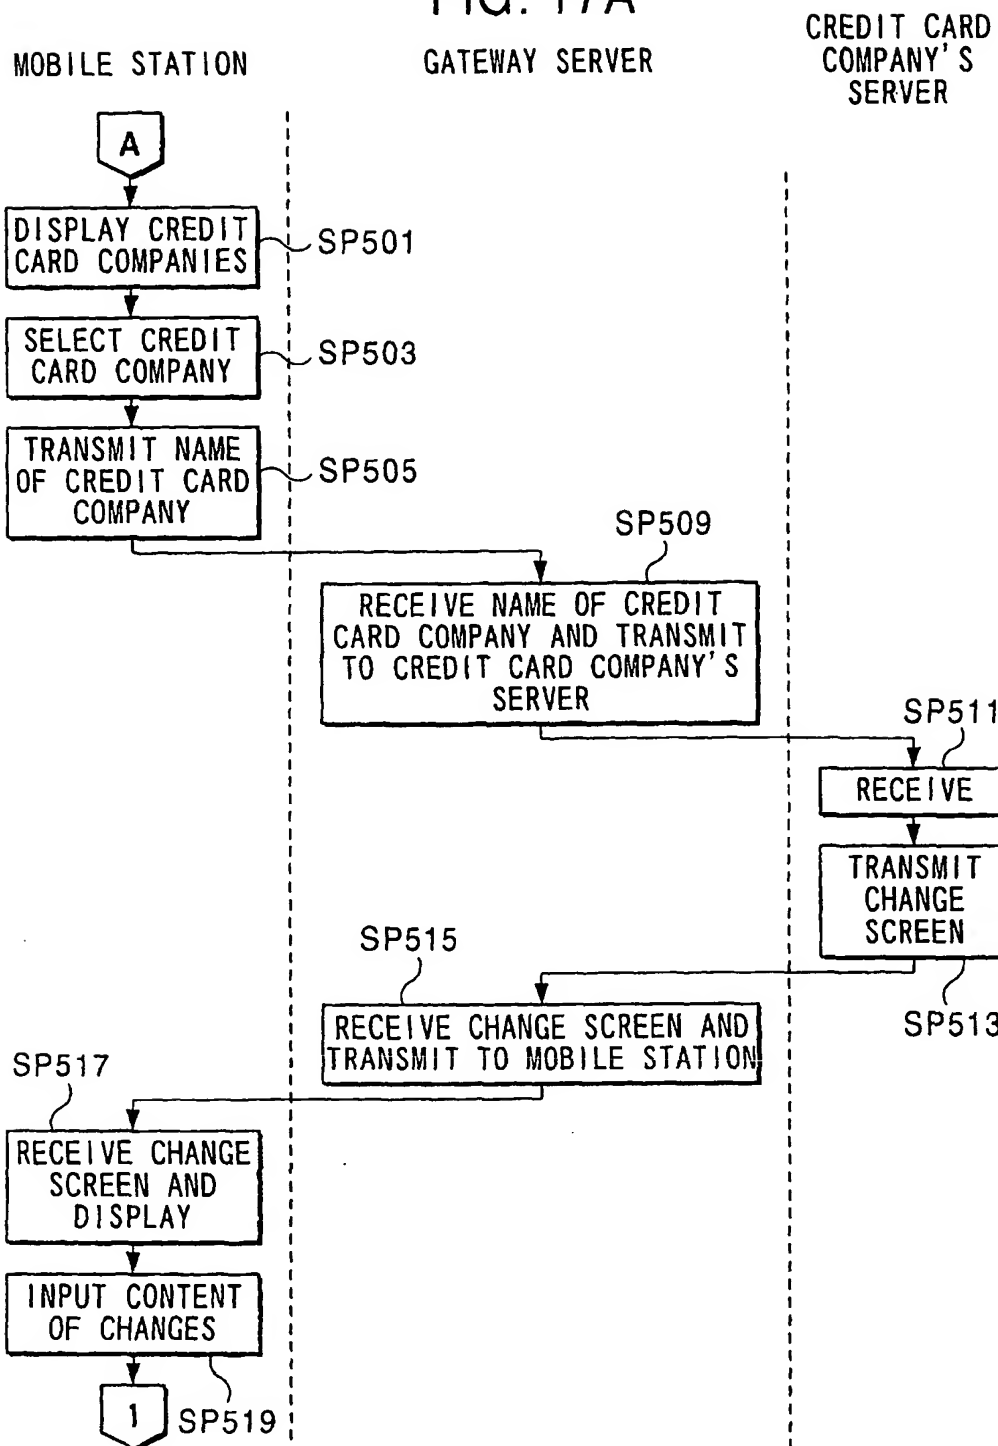 FIG. 17A
MOBILE STATION
GATEWAY SERVER
CREDIT CARD
COMPANY'S
SERVER
A
DISPLAY CREDIT
CARD COMPANIES
SP501
SELECT CREDIT
CARD COMPANY
SP503
TRANSMIT NAME
OF CREDIT CARD
COMPANY
SP505
SP509
RECEIVE NAME OF CREDIT
CARD COMPANY AND TRANSMIT
TO CREDIT CARD COMPANY'S
SERVER
SP511
RECEIVE
TRANSMIT
CHANGE
SCREEN
SP513
SP515
RECEIVE CHANGE SCREEN AND
TRANSMIT TO MOBILE STATION
SP517
RECEIVE CHANGE
SCREEN AND
DISPLAY
INPUT CONTENT
OF CHANGES
SP519
1